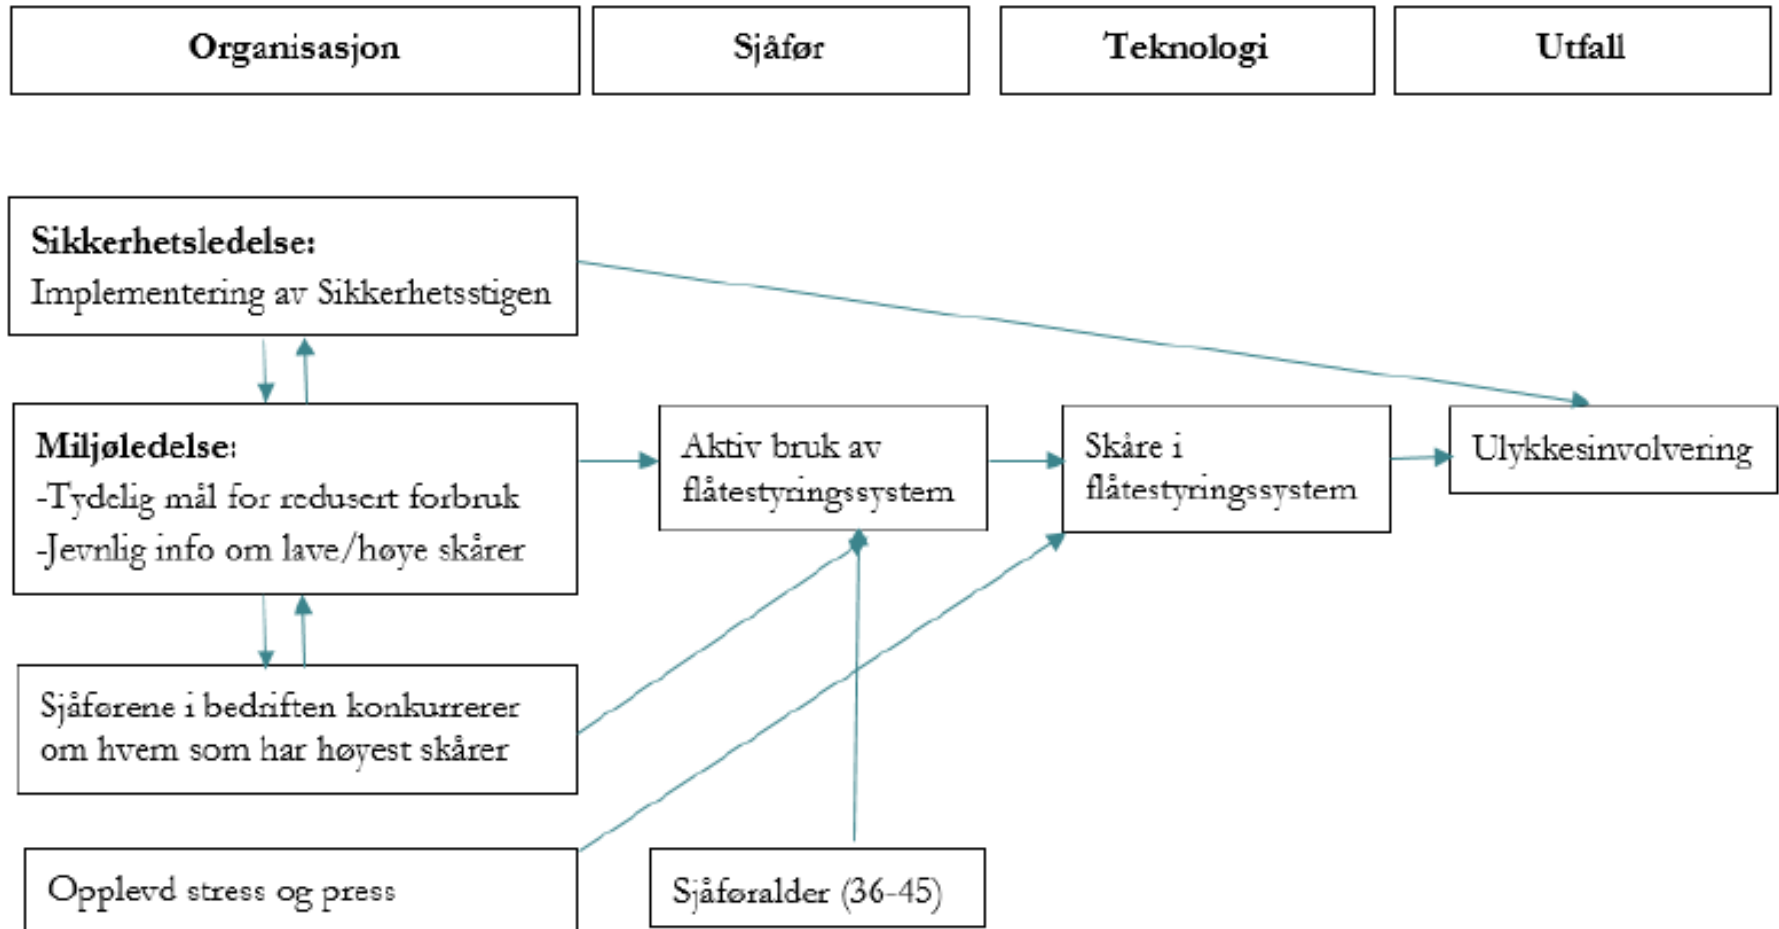 Organisasjon
Sjåfør
Teknologi
Utfall
Sikkerhetsledelse:
Implementering av Sikkerhetsstigen
Miljøledelse:
-Tydelig mål for redusert forbruk
-Jevnlig info om lave/høye skårer
Aktiv bruk av
flåtestyringssystem
Skåre i
flåtestyringssystem
Ulykkesinvolvering
Sjåførene i bedriften konkurrerer
om hvem som har høyest skårer
Opplevd stress og press
Sjåføralder (36-45)